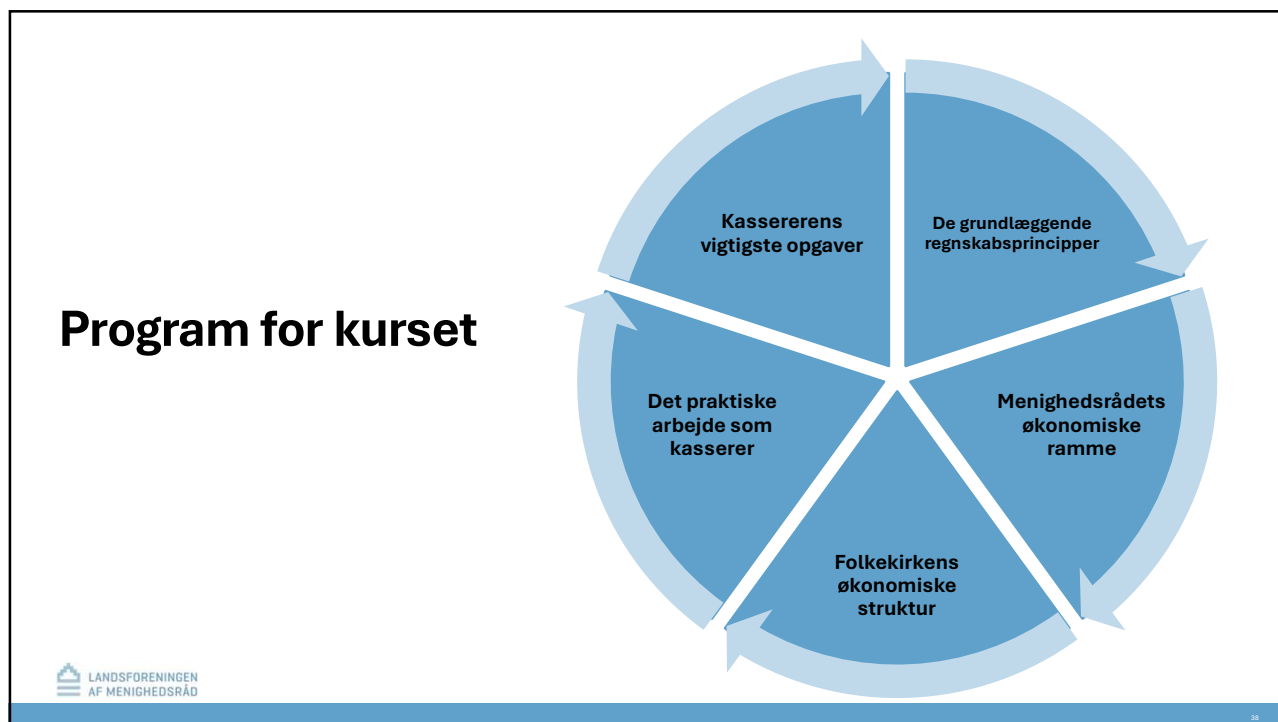 Program for kurset
De grundlæggende
regnskabsprincipper
Menighedsrådets
økonomiske
ramme
Folkekirkens
økonomiske
struktur
Det praktiske
arbejde som
kasserer
Kassererens
vigtigste opgaver
LANDSFORENINGEN
AF MENIGHEDSRÅD
38